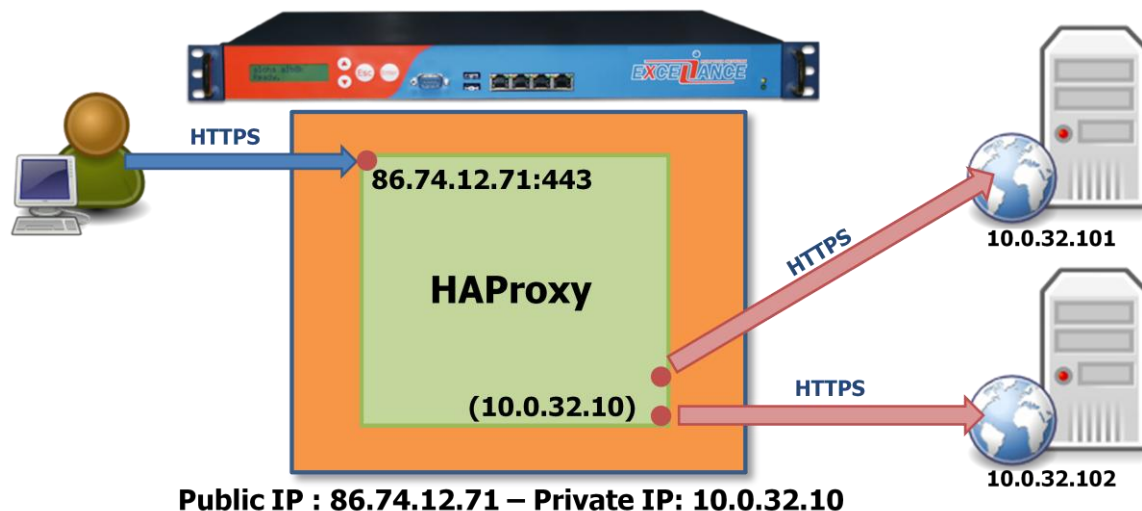 Esc
EXCELIANCE
HTTPS
86.74.12.71:443
HAProxy
(10.0.32.10)
HTTPS
10.0.32.101
HTTPS
10.0.32.102
Public IP : 86.74.12.71 – Private IP: 10.0.32.10